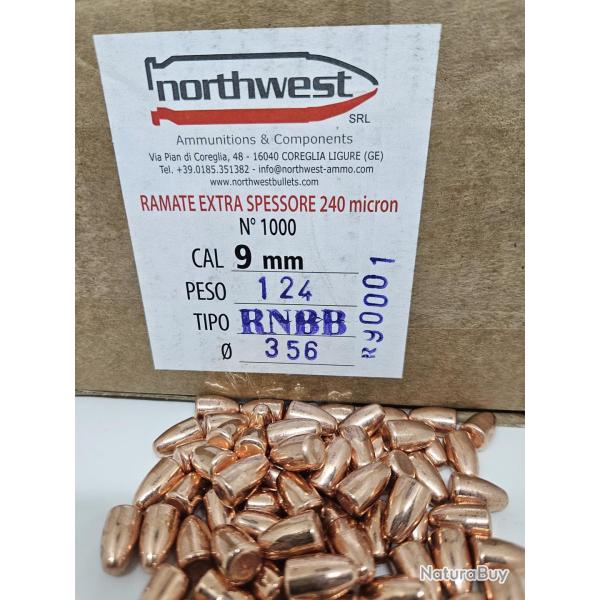 northwest
SRL
Ammunitions & Components
Via Pian di Coreglia, 48 - 16040 COREGLIA LIGURE (GE)
Tel. +39.0185.351382 - info@northwest-ammo.com
www.northwestbullets.com
RAMATE EXTRA SPESSORE 240 micron
N° 1000
CAL 9 mm
PESO 124
TIPO RNBB
Ø 356
RY0001
NaturaBuy